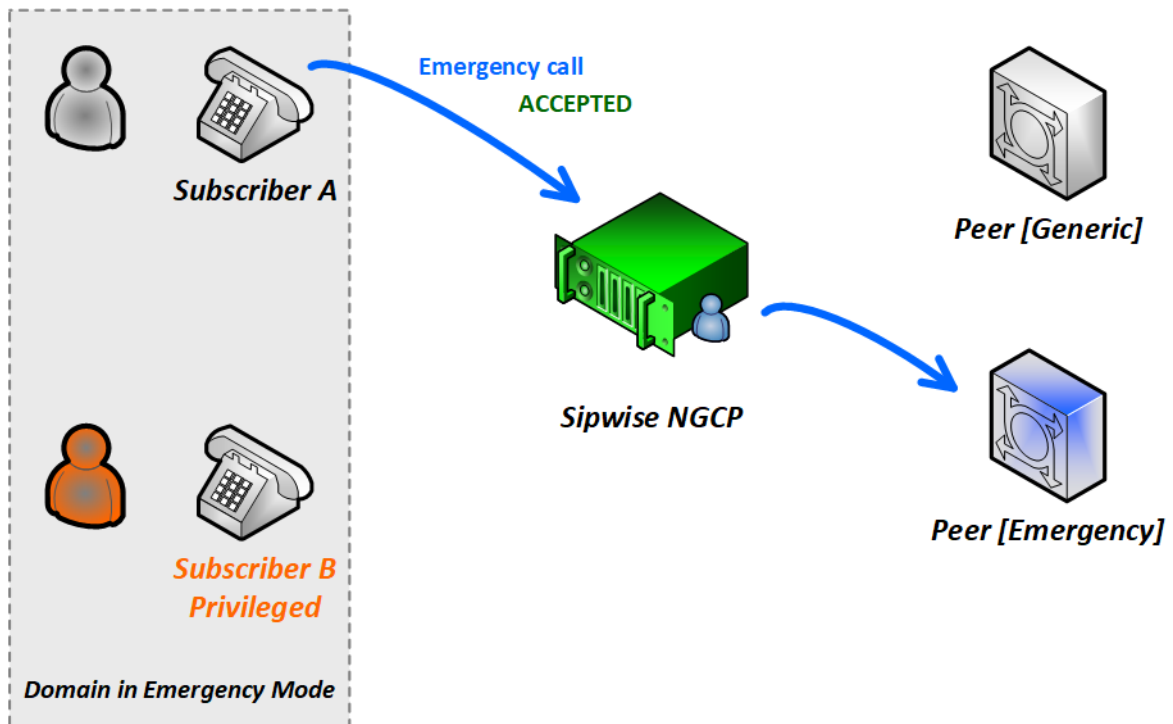 Emergency call
ACCEPTED
Subscriber A
Peer [Generic]
Sipwise NGCP
Peer [Emergency]
Subscriber B
Privileged
Domain in Emergency Mode